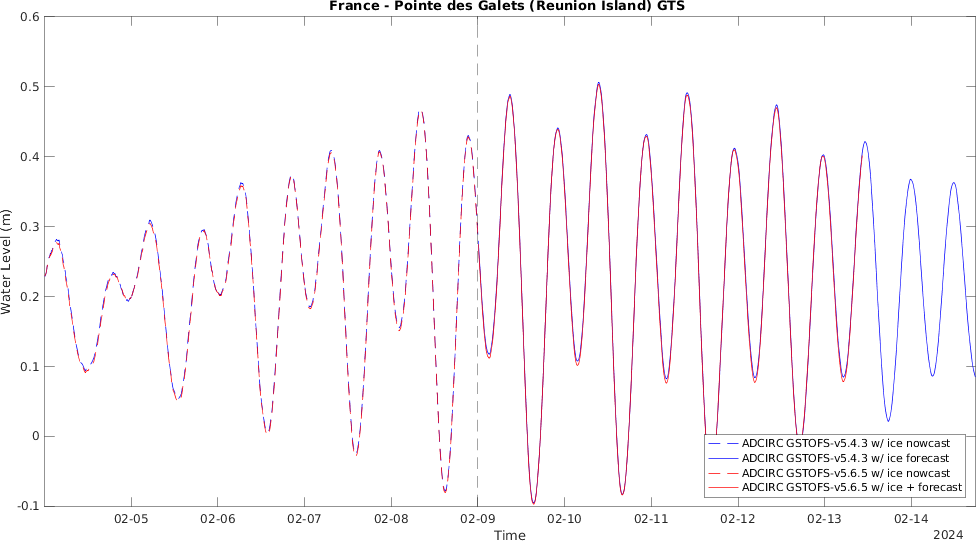 France - Pointe des Galets (Reunion Island) GTS
0.6
0.5
0.4
0.3
0.2
0.1
0
-0.1
Water Level (m)
02-05 02-06 02-07 02-08 02-09 02-10 02-11 02-12 02-13 02-14
Time
2024
ADCIRC GSTOFS-v5.4.3 w/ ice nowcast
ADCIRC GSTOFS-v5.4.3 w/ ice forecast
ADCIRC GSTOFS-v5.6.5 w/ ice nowcast
ADCIRC GSTOFS-v5.6.5 w/ ice + forecast